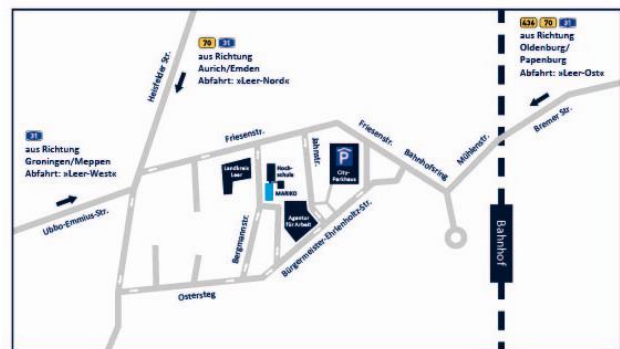 436 70 31
aus Richtung
Oldenburg/
Papenburg
Abfahrt: »Leer-Ost«
70 31
aus Richtung
Aurich/Emden
Abfahrt: »Leer-Nord«
Heisfelder Str.
Bremer Str.
31
aus Richtung
Groningen/Meppen
Abfahrt: »Leer-West«
Friesenstr.
Jahnstr.
Friesenstr.
Bahnhofsring
Mühlenstr.
Landkreis
Leer
Hoch-
schule
MARIKO
P
City-
Parkhaus
Agentur
für Arbeit
Ubbo-Emmius-Str.
Bergmannstr.
Bürgermeister-Ehrlenholtz-Str.
Bahnhof
Ostersteg